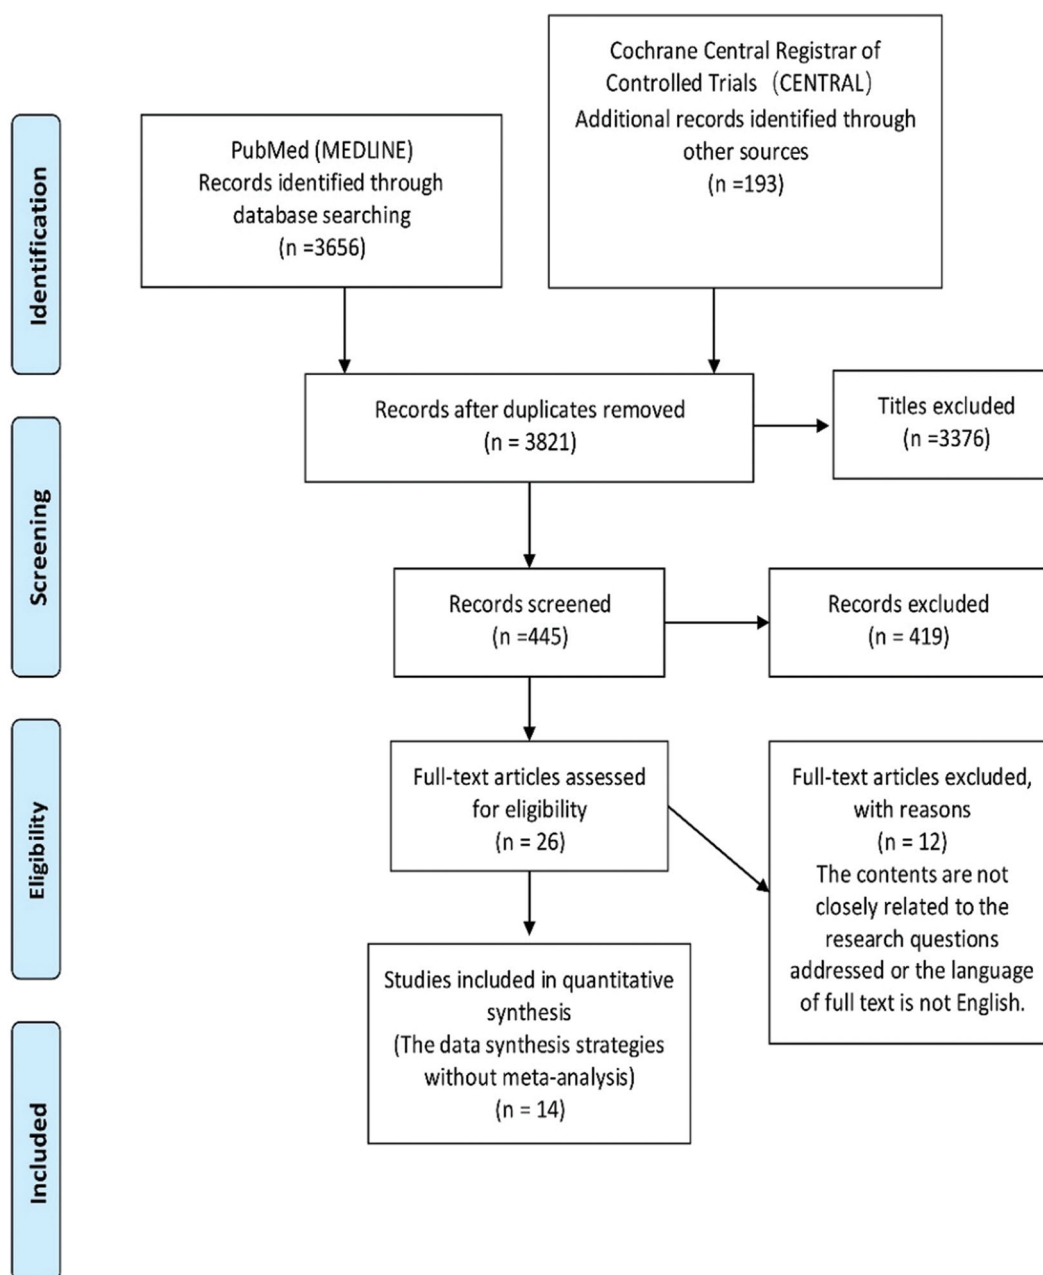 Cochrane Central Registrar of
Controlled Trials（CENTRAL）
Additional records identified through
other sources
(n =193)
PubMed (MEDLINE)
Records identified through
database searching
(n =3656)
Identification
Records after duplicates removed
(n = 3821)
Titles excluded
(n =3376)
Screening
Records screened
(n =445)
Records excluded
(n = 419)
Eligibility
Full-text articles assessed
for eligibility
(n = 26)
Full-text articles excluded,
with reasons
(n = 12)
The contents are not
closely related to the
research questions
addressed or the language
of full text is not English.
Included
Studies included in quantitative
synthesis
(The data synthesis strategies
without meta-analysis)
(n = 14)